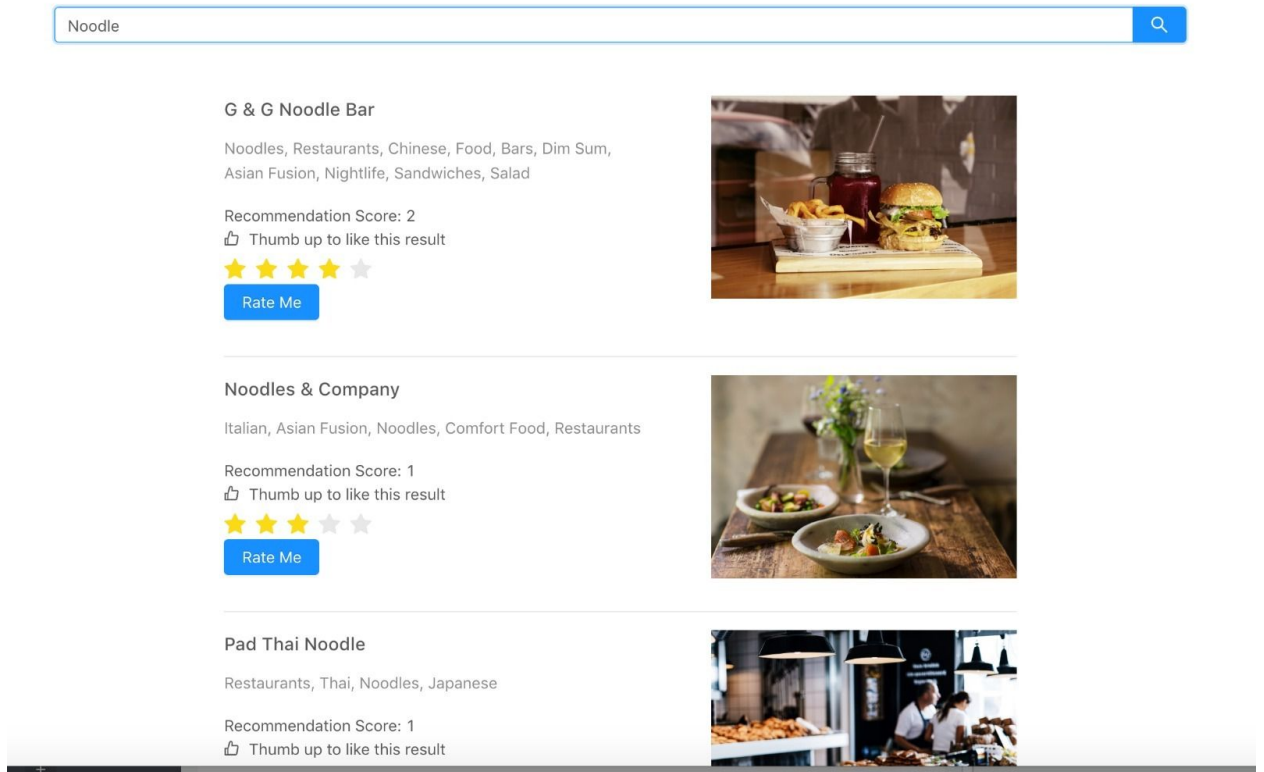 Noodle
G & G Noodle Bar
Noodles, Restaurants, Chinese, Food, Bars, Dim Sum,
Asian Fusion, Nightlife, Sandwiches, Salad
Recommendation Score: 2
Thumb up to like this result
Rate Me
Noodles & Company
Italian, Asian Fusion, Noodles, Comfort Food, Restaurants
Recommendation Score: 1
Thumb up to like this result
Rate Me
Pad Thai Noodle
Restaurants, Thai, Noodles, Japanese
Recommendation Score: 1
Thumb up to like this result